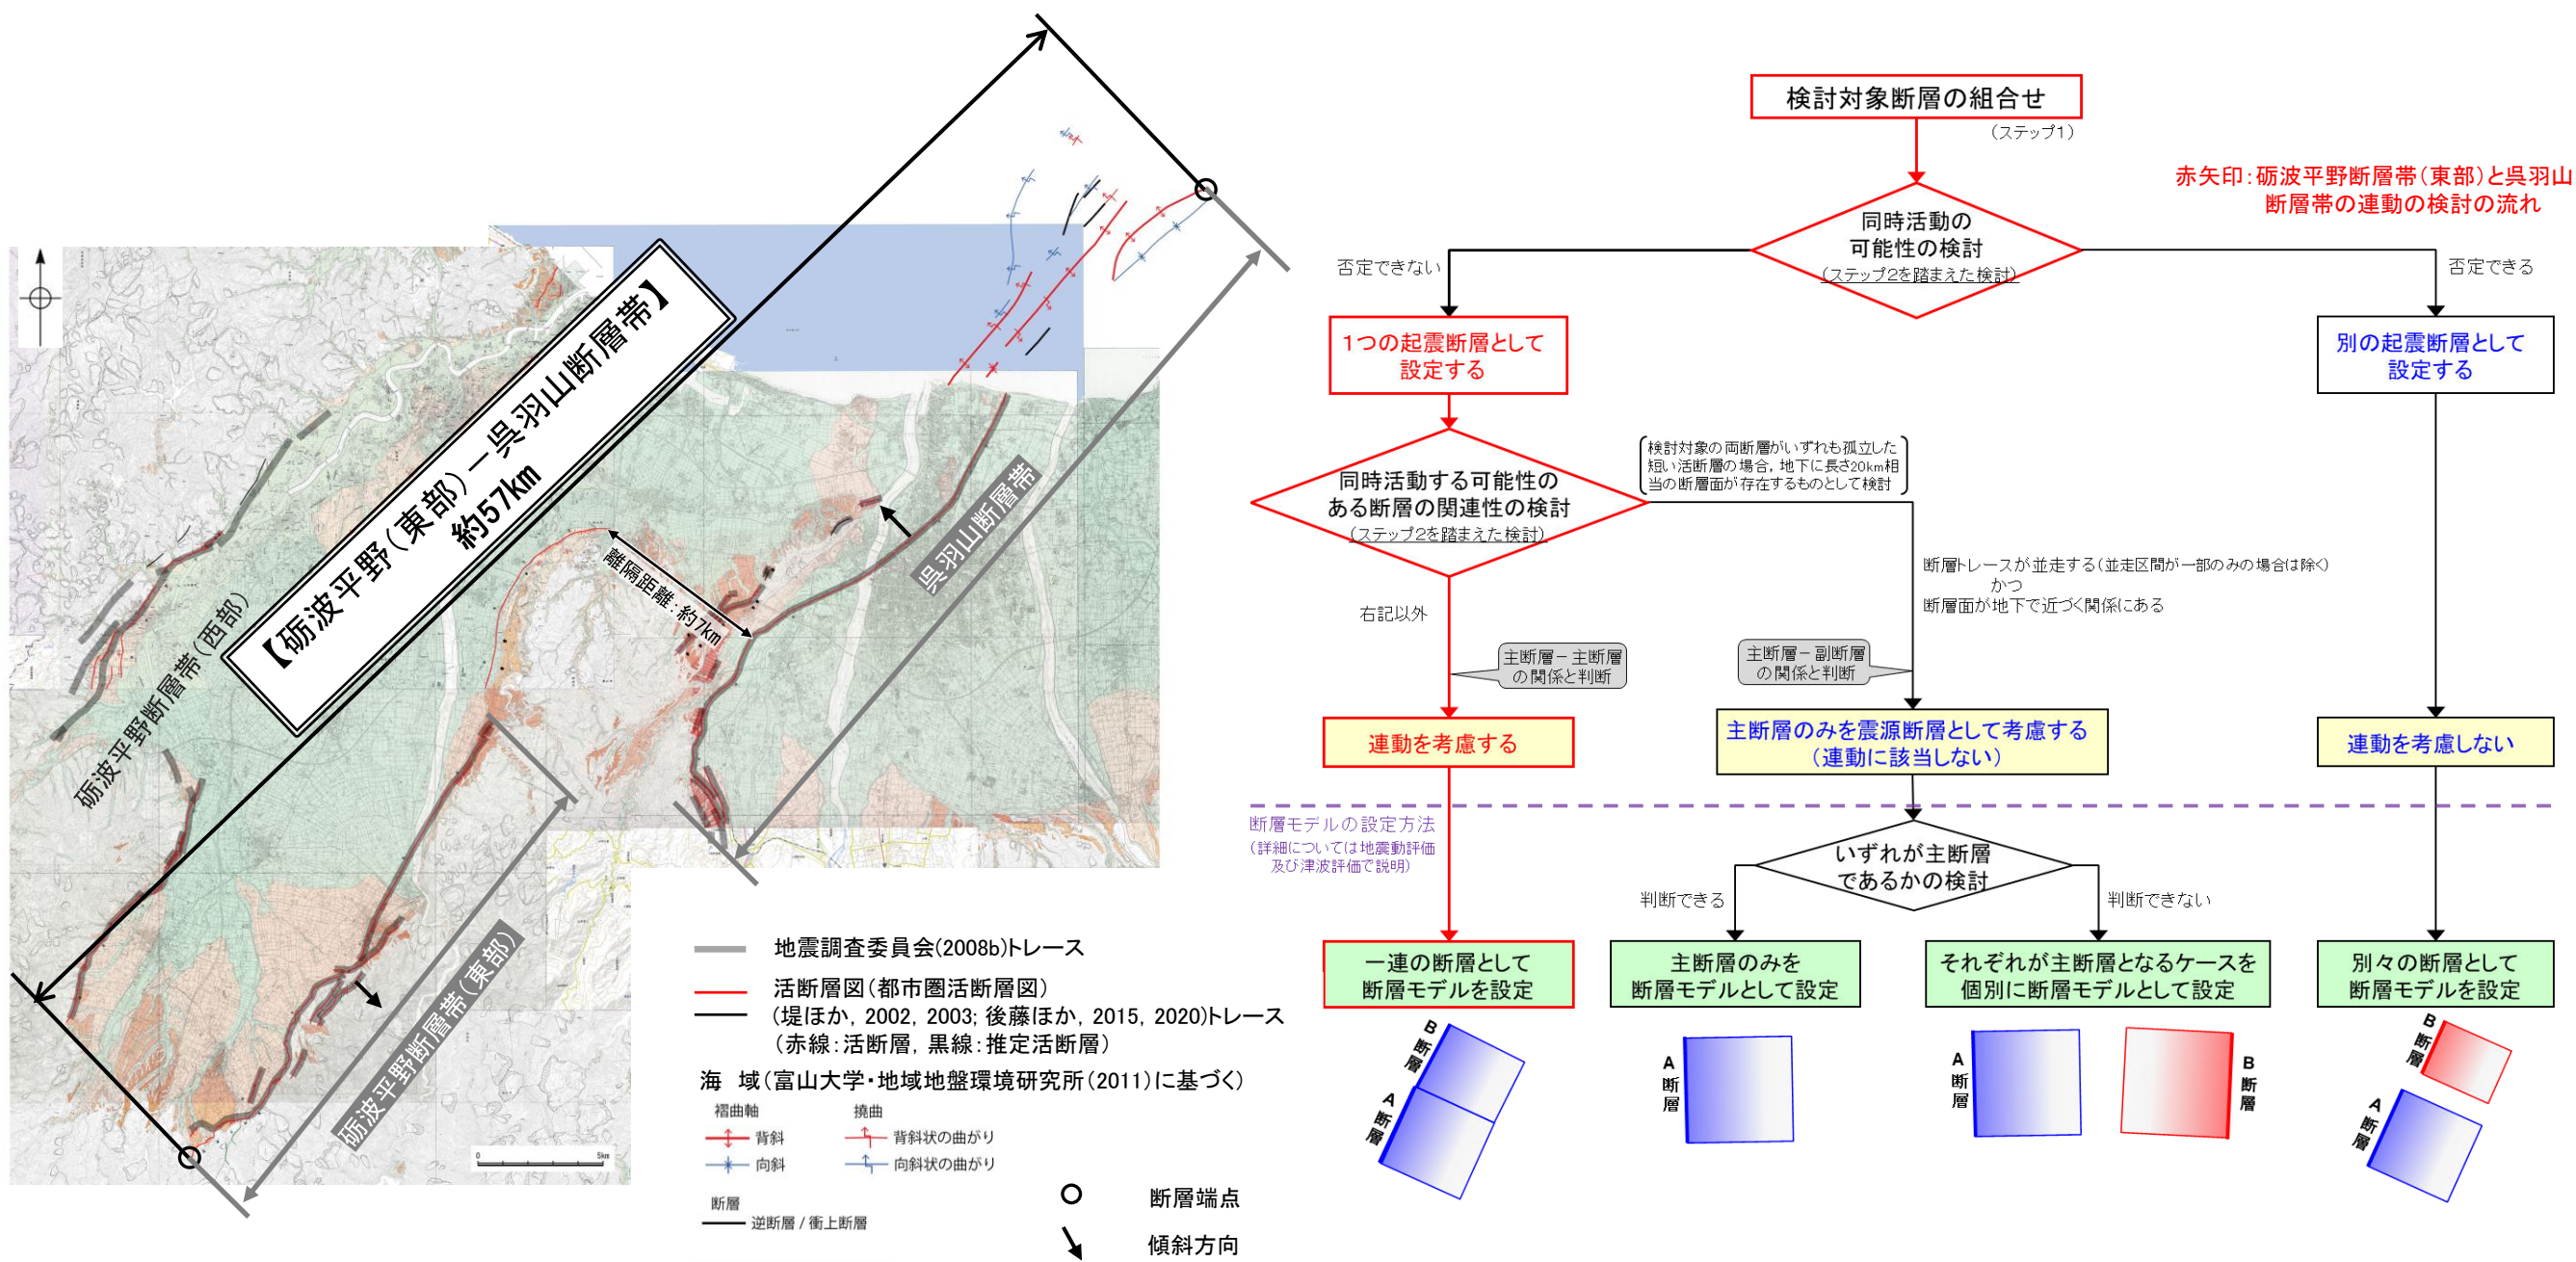 【砺波平野(東部)ー呉羽山断層帯】
約57km
砺波平野断層帯(西部)
離隔距離:約7km
呉羽山断層帯
砺波平野断層帯(東部)
0 5km
地震調査委員会(2008b)トレース
活断層図(都市圏活断層図)
(堤ほか, 2002, 2003; 後藤ほか, 2015, 2020)トレース
(赤線:活断層, 黒線:推定活断層)
海 域(富山大学・地域地盤環境研究所(2011)に基づく)
褶曲軸
撓曲
背斜
背斜状の曲がり
向斜
向斜状の曲がり
断層
逆断層 / 衝上断層
断層端点
傾斜方向
検討対象断層の組合せ
(ステップ1)
赤矢印:砺波平野断層帯(東部)と呉羽山
断層帯の連動の検討の流れ
同時活動の
可能性の検討
(ステップ2を踏まえた検討)
否定できない
否定できる
1つの起震断層として
設定する
別の起震断層として
設定する
検討対象の両断層がいずれも孤立した
短い活断層の場合, 地下に長さ20km相
当の断層面が存在するものとして検討
同時活動する可能性の
ある断層の関連性の検討
(ステップ2を踏まえた検討)
断層トレースが並走する(並走区間が一部のみの場合は除く)
かつ
断層面が地下で近づく関係にある
右記以外
主断層-主断層
の関係と判断
主断層-副断層
の関係と判断
連動を考慮する
主断層のみを震源断層として考慮する
(連動に該当しない)
連動を考慮しない
断層モデルの設定方法
(詳細については地震動評価
及び津波評価で説明)
いずれが主断層
であるかの検討
判断できる
判断できない
一連の断層として
断層モデルを設定
主断層のみを
断層モデルとして設定
それぞれが主断層となるケースを
個別に断層モデルとして設定
別々の断層として
断層モデルを設定
B断層
A断層
A断層
A断層
B断層
B断層
A断層